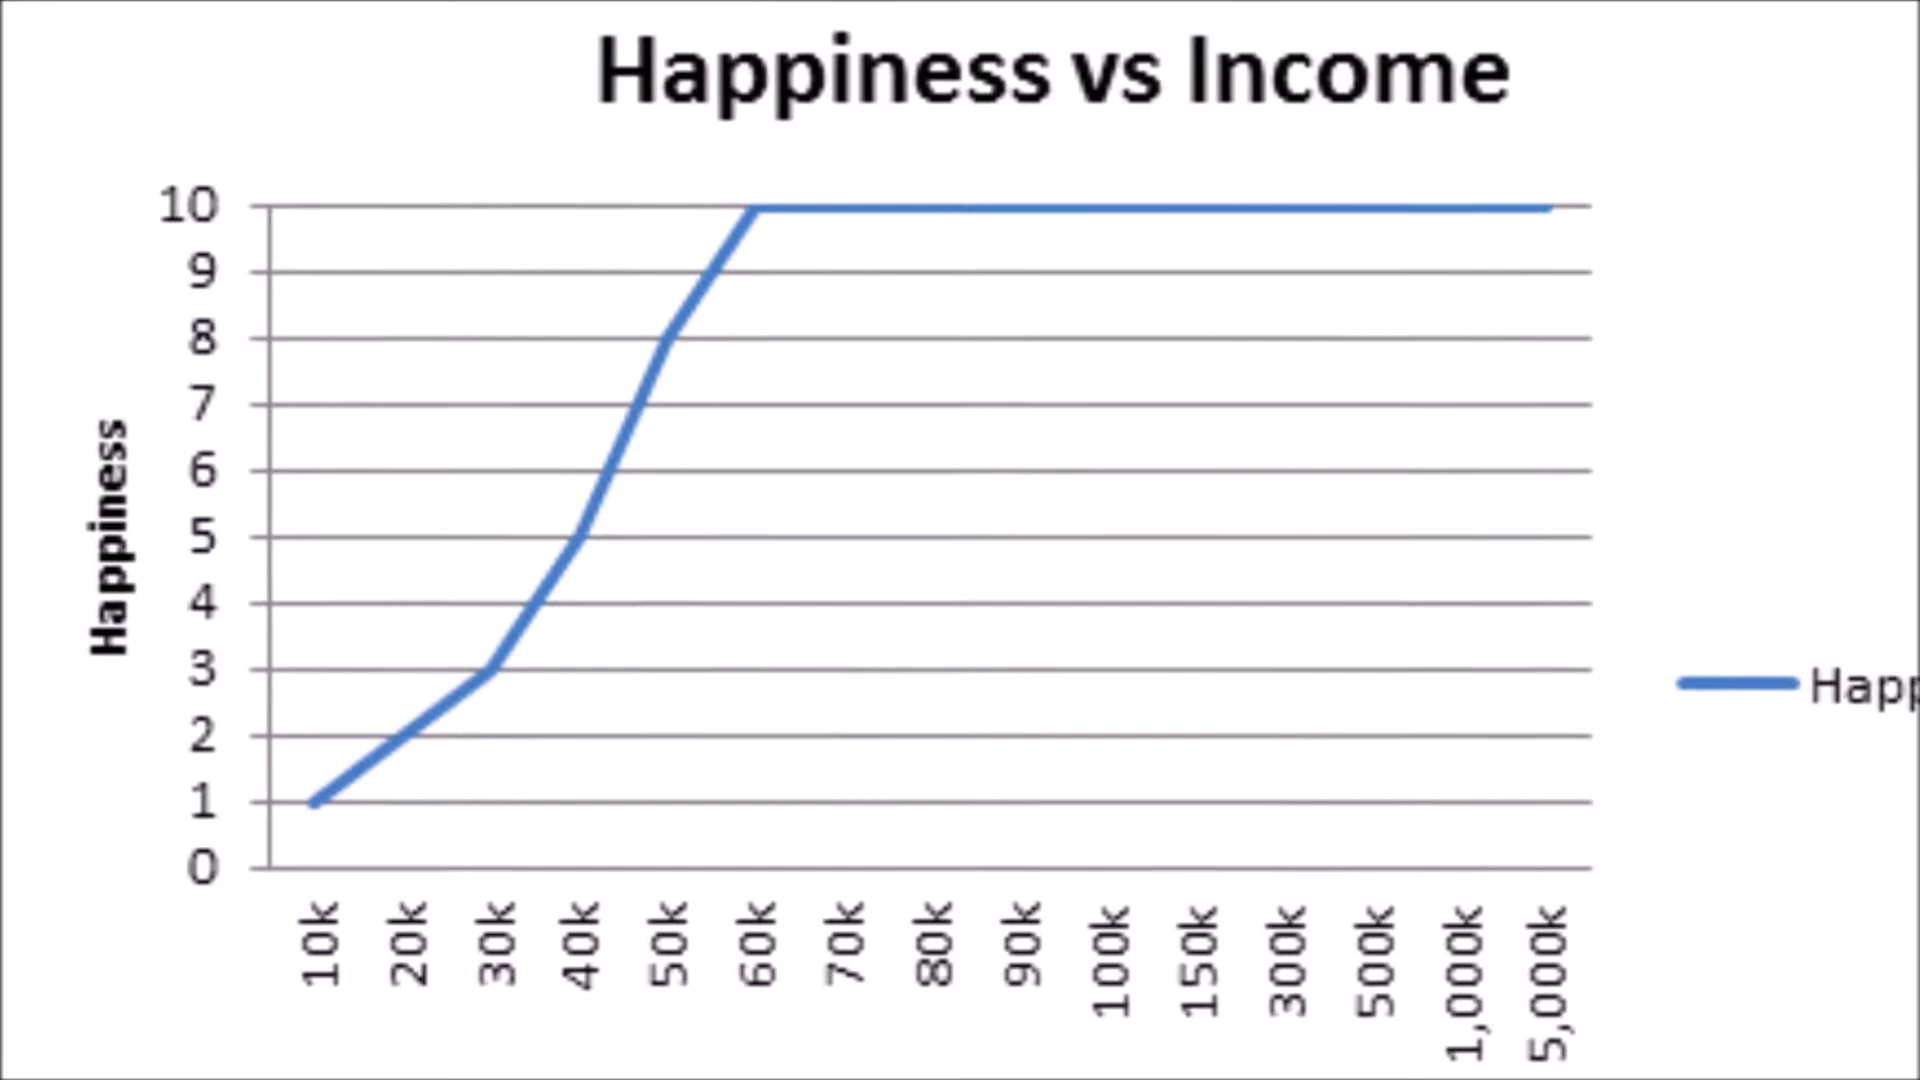 Happiness vs Income
10
9
8
7
6
5
4
3
2
1
0
Happiness
10k
20k
30k
40k
50k
60k
70k
80k
90k
100k
150k
300k
500k
1,000k
5,000k